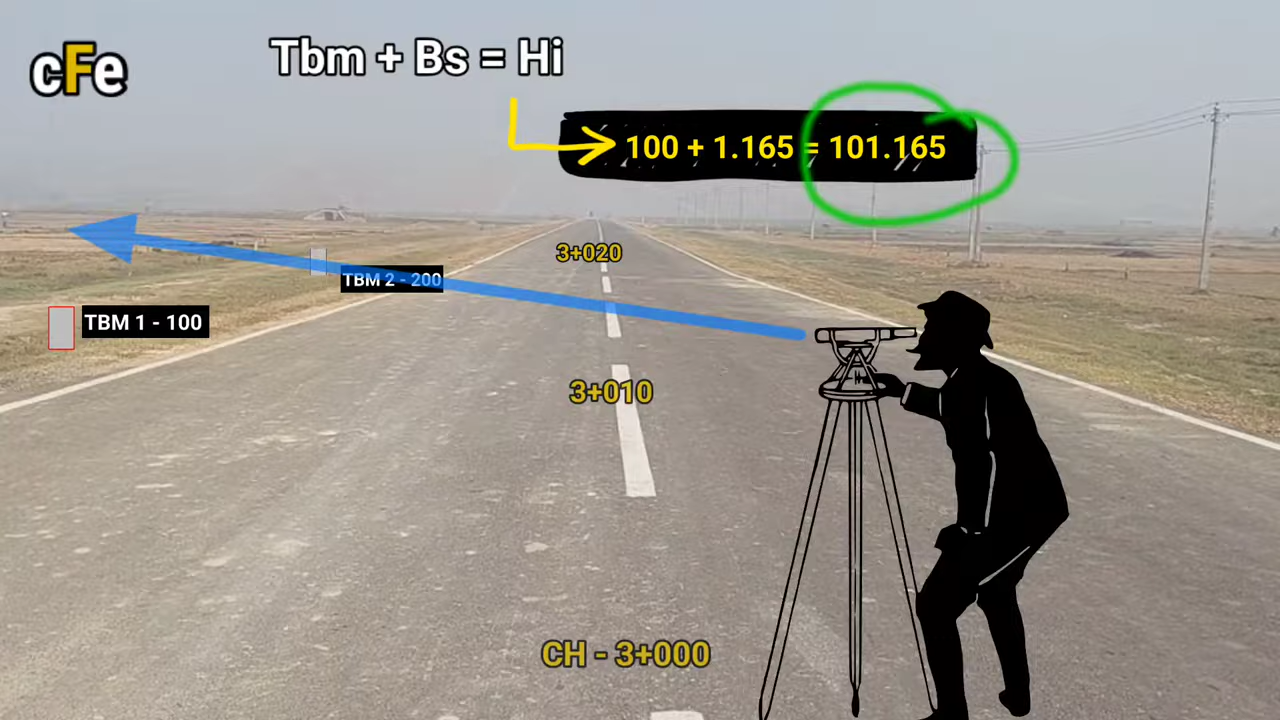 cFe
Tbm + Bs = Hi
100 + 1.165 = 101.165
3+020
TBM 2 - 200
TBM 1 - 100
3+010
CH - 3+000